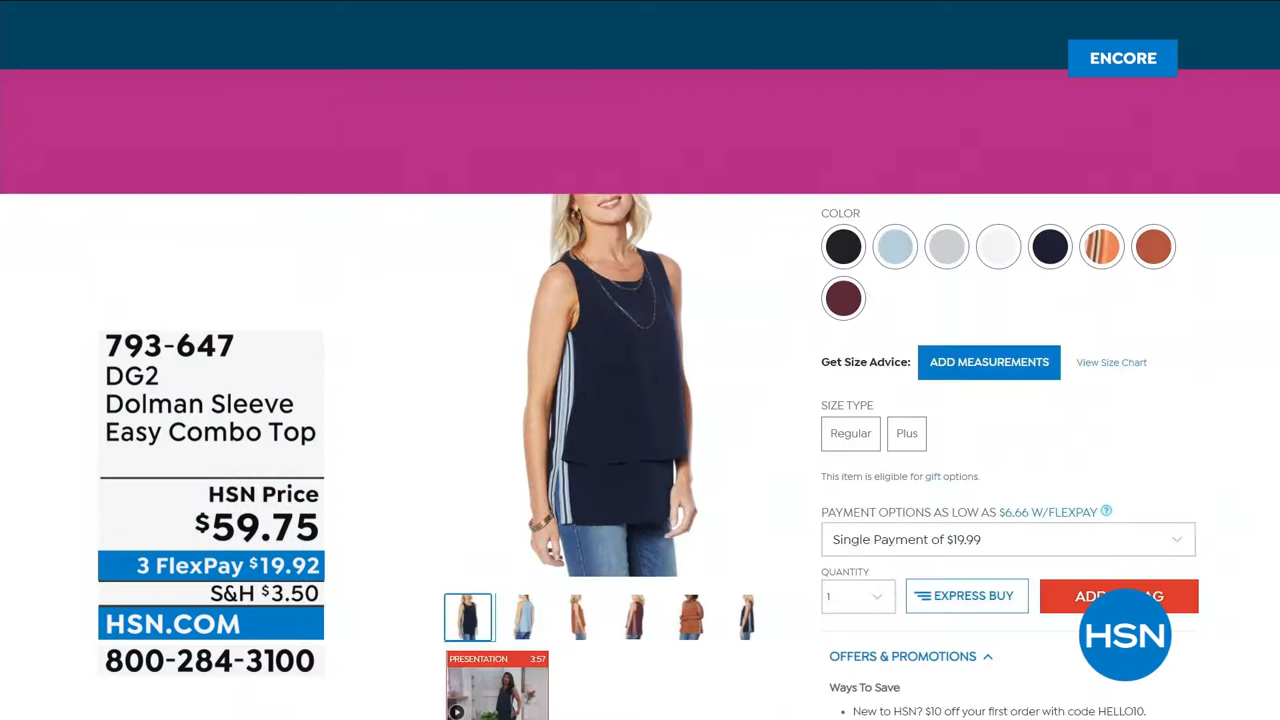 ENCORE
793-647
DG2
Dolman Sleeve
Easy Combo Top
HSN Price
$59.75
3 FlexPay $19.92
S&H $3.50
HSN.COM
800-284-3100
PRESENTATION 3:57
COLOR
Get Size Advice: ADD MEASUREMENTS View Size Chart
SIZE TYPE
Regular Plus
This item is eligible for gift options.
PAYMENT OPTIONS AS LOW AS $6.66 W/FLEXPAY ?
Single Payment of $19.99
QUANTITY
1 EXPRESS BUY AD AG
HSN
OFFERS & PROMOTIONS
Ways To Save
• New to HSN? $10 off your first order with code HELLO10.